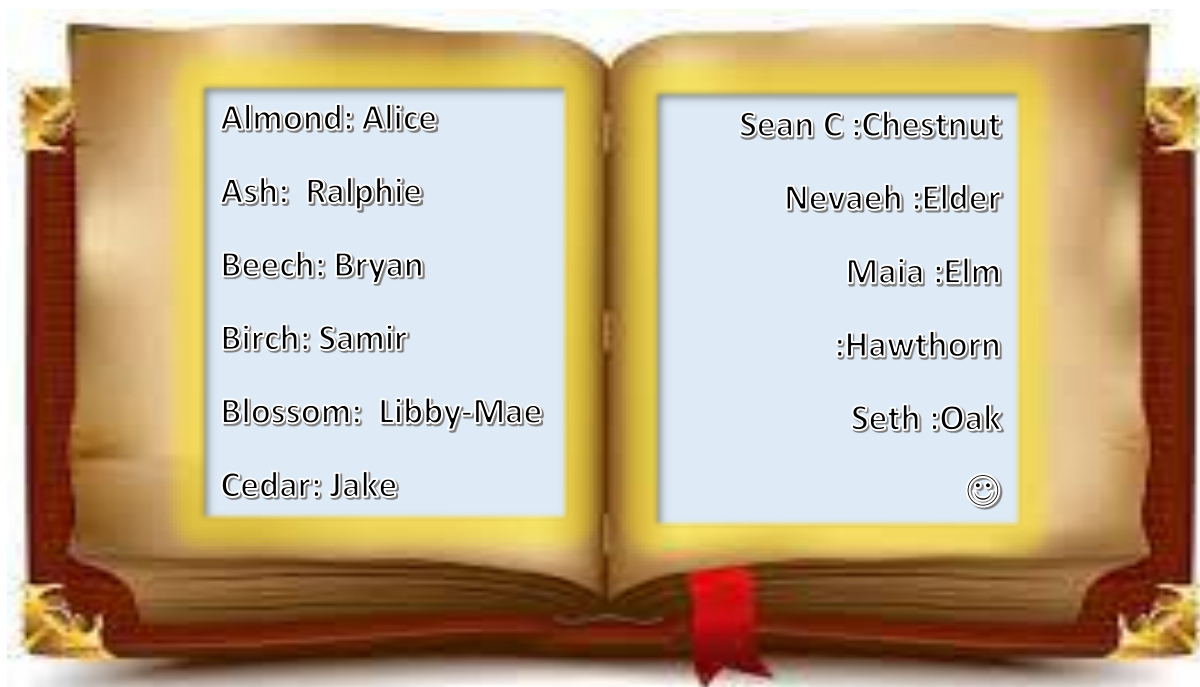 Almond: Alice
Ash:  Ralphie
Beech: Bryan
Birch: Samir
Blossom:  Libby-Mae
Cedar: Jake
Sean C :Chestnut
Nevaeh :Elder
Maia :Elm
:Hawthorn
Seth :Oak
☺